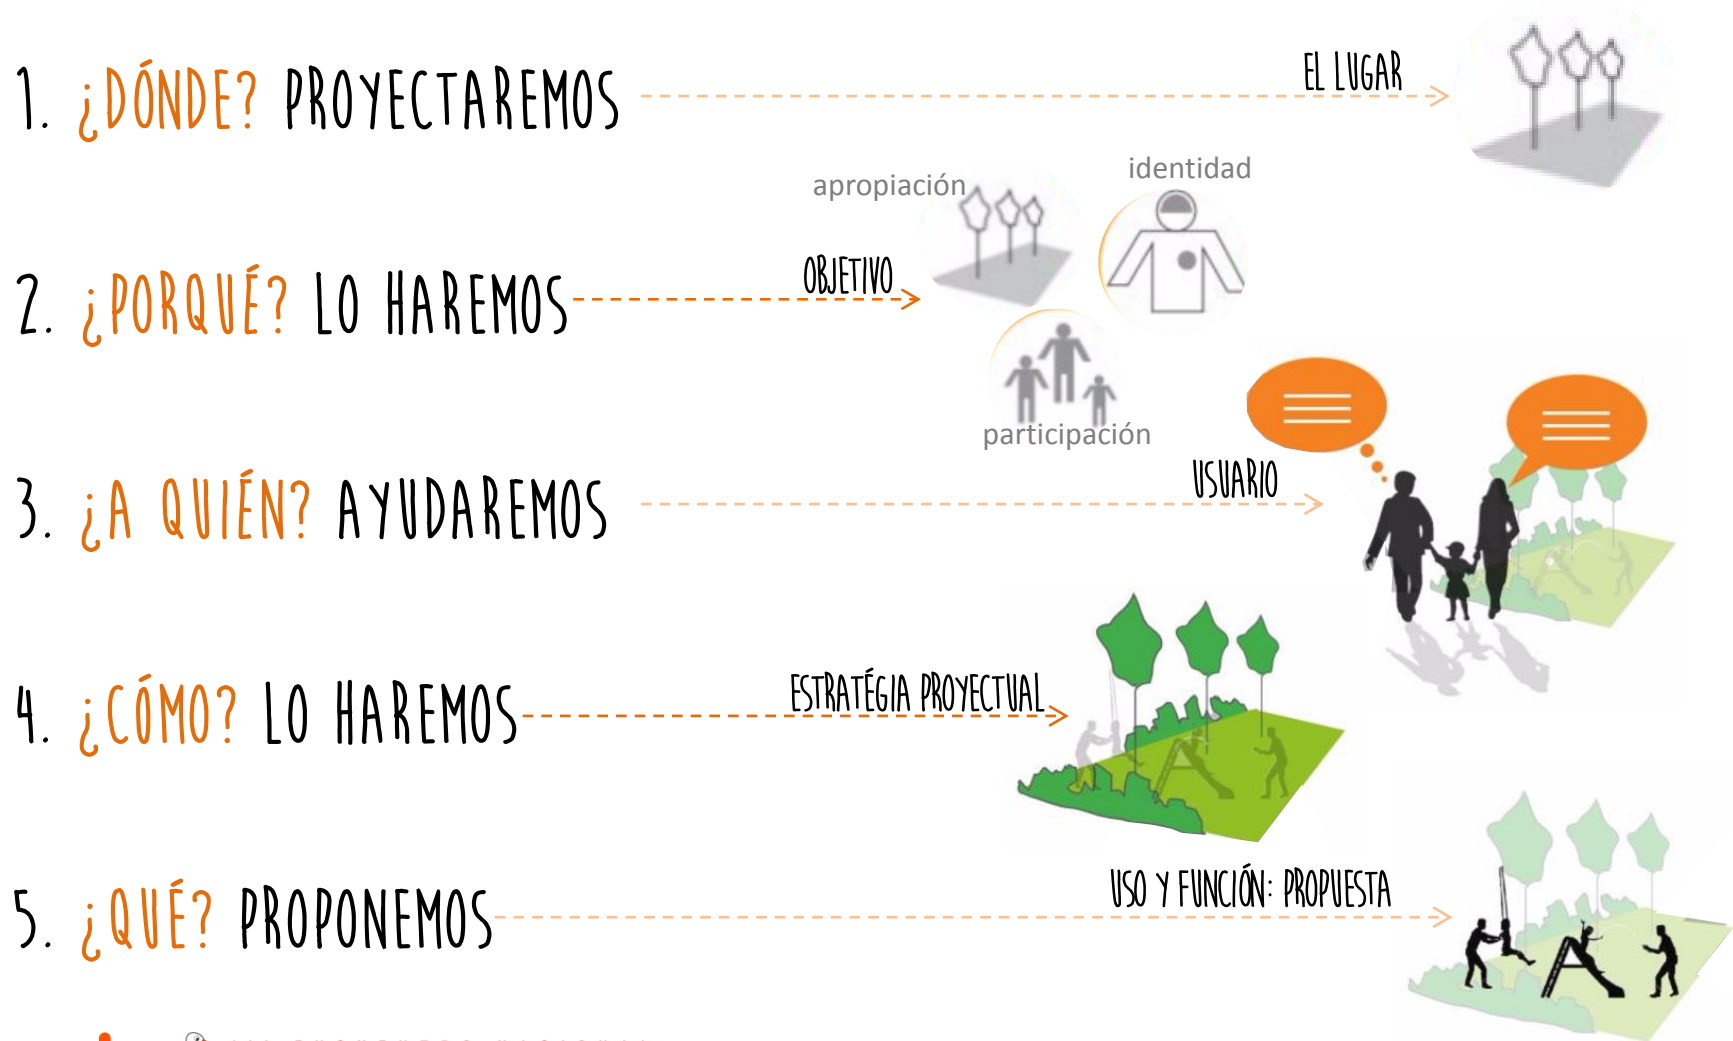 1. ¿DÓNDE? PROYECTAREMOS
EL LUGAR
apropiación
identidad
2. ¿PORQUÉ? LO HAREMOS
OBJETIVO
participación
3. ¿A QUIÉN? AYUDAREMOS
USUARIO
4. ¿CÓMO? LO HAREMOS
ESTRATÉGIA PROYECTUAL
5. ¿QUÉ? PROPONEMOS
USO Y FUNCIÓN: PROPUESTA